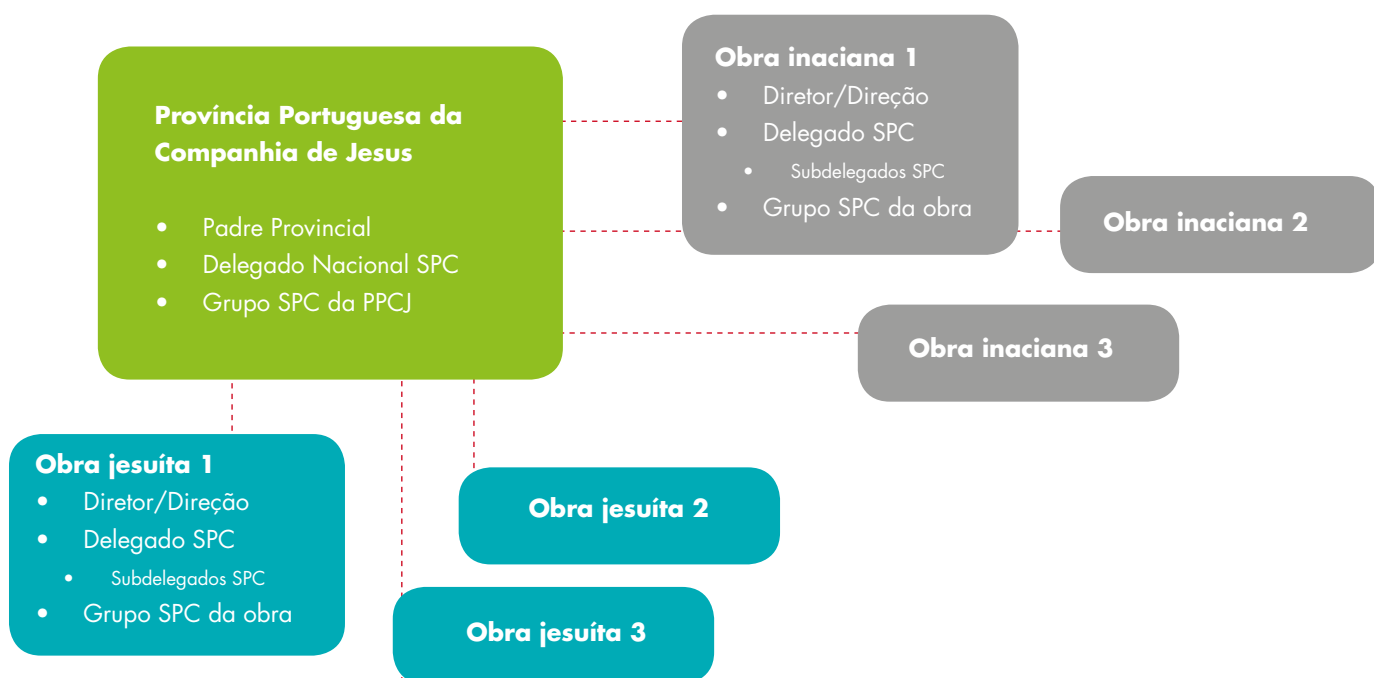 Província Portuguesa da
Companhia de Jesus
• Padre Provincial
• Delegado Nacional SPC
• Grupo SPC da PPCJ
Obra inaciana 1
• Diretor/Direção
• Delegado SPC
• Subdelegados SPC
• Grupo SPC da obra
Obra inaciana 2
Obra inaciana 3
Obra jesuíta 1
• Diretor/Direção
• Delegado SPC
• Subdelegados SPC
• Grupo SPC da obra
Obra jesuíta 2
Obra jesuíta 3